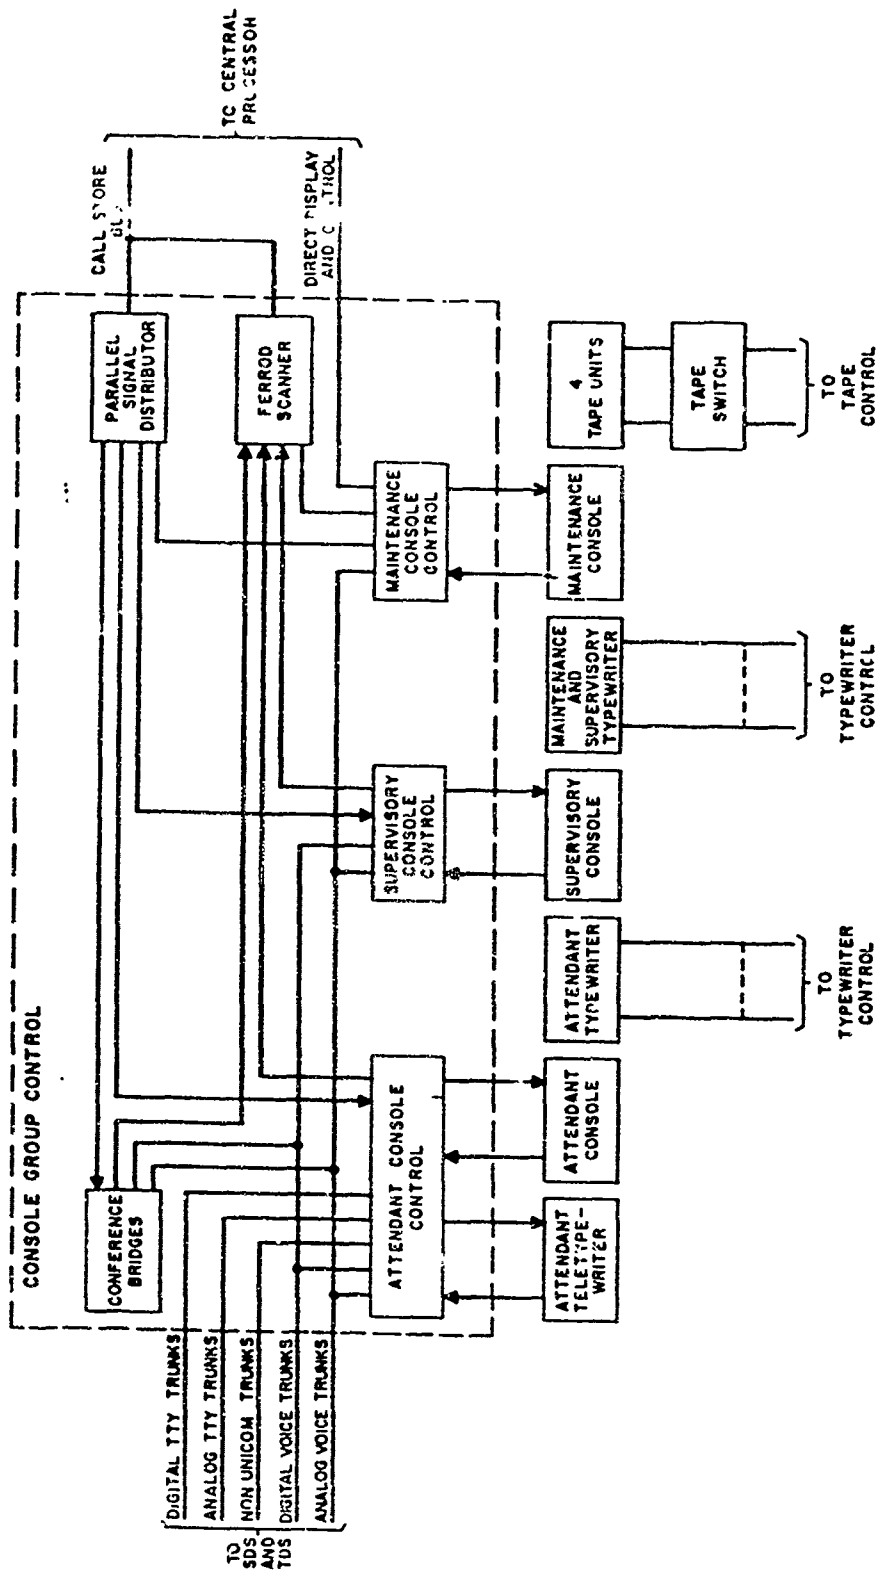 CONSOLE GROUP CONTROL
TO
SDS
AND
TDS
DIGITAL TTY TRUNKS
ANALOG TTY TRUNKS
NON UNICOM TRUNKS
DIGITAL VOICE TRUNKS
ANALOG VOICE TRUNKS
CONFERENCE
BRIDGES
PARALLEL
SIGNAL
DISTRIBUTOR
FERROD
SCANNER
CALL STORE
DIRECT DISPLAY
AND
TO CENTRAL
ATTENDANT CONSOLE
CONTROL
SUPERVISORY
CONSOLE
CONTROL
MAINTENANCE
CONSOLE
CONTROL
ATTENDANT
TELETYPE-
WRITER
ATTENDANT
CONSOLE
ATTENDANT
TYPEWRITER
SUPERVISORY
CONSOLE
MAINTENANCE
AND
SUPERVISORY
TYPEWRITER
MAINTENANCE
CONSOLE
4
TAPE UNITS
TAPE
SWITCH
TO
TYPEWRITER
CONTROL
TO
TYPEWRITER
CONTROL
TO
TAPE
CONTROL